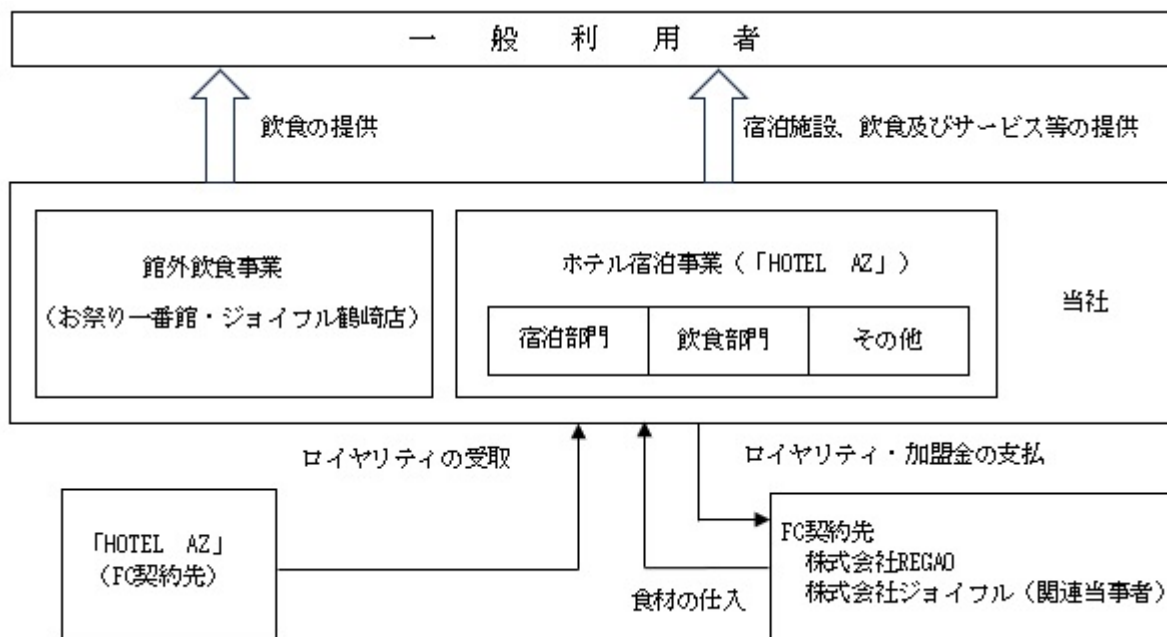 一般利用者
飲食の提供
宿泊施設、飲食及びサービス等の提供
館外飲食事業
（お祭り一番館・ジョイフル鶴崎店）
ホテル宿泊事業（「HOTEL AZ」）
宿泊部門
飲食部門
その他
当社
ロイヤリティの受取
ロイヤリティ・加盟金の支払
「HOTEL AZ」
（FC契約先）
食材の仕入
FC契約先
株式会社REGAO
株式会社ジョイフル（関連当事者）